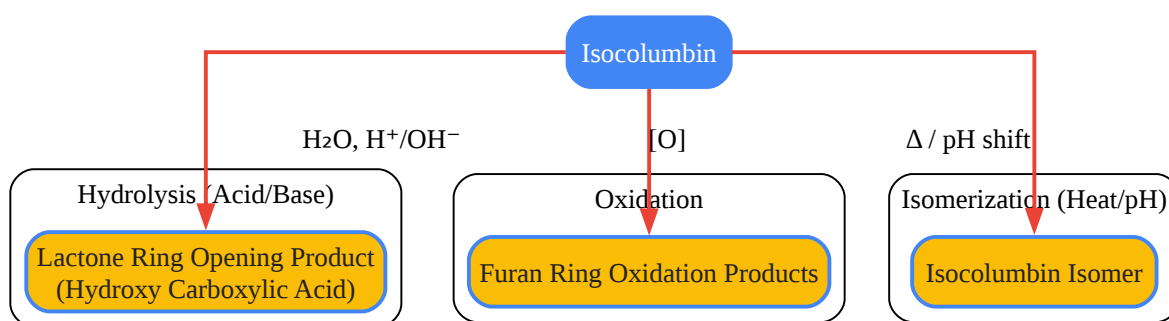 Isocolumbin
H₂O, H⁺/OH⁻
[O]
Δ / pH shift
Hydrolysis (Acid/Base)
Oxidation
Isomerization (Heat/pH)
Lactone Ring Opening Product
(Hydroxy Carboxylic Acid)
Furan Ring Oxidation Products
Isocolumbin Isomer